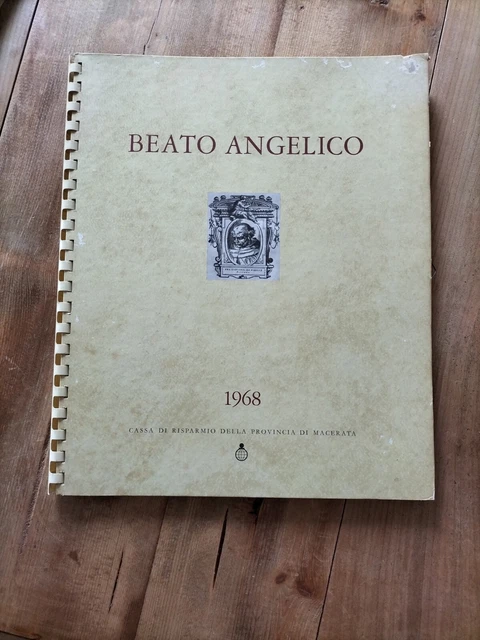 BEATO ANGELICO
1968
CASSA DI RISPARMIO DELLA PROVINCIA DI MACERATA